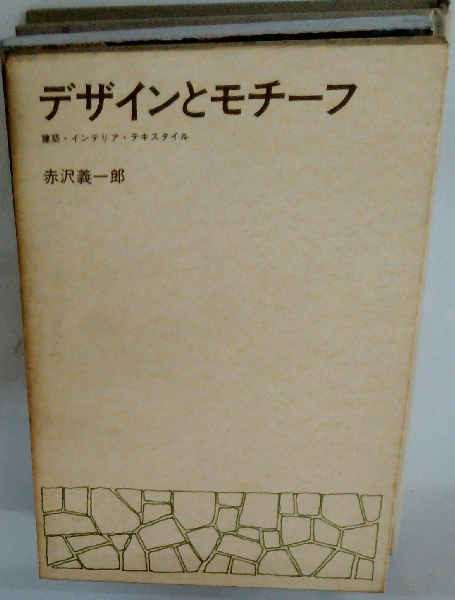 デザインとモチーフ
建築・インテリア・テキスタイル
赤沢義一郎